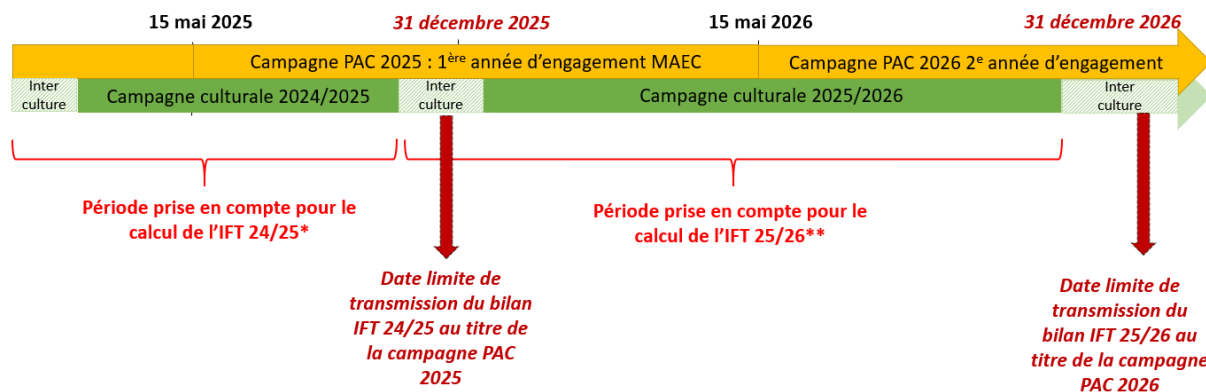 15 mai 2025
31 décembre 2025
15 mai 2026
31 décembre 2026
Campagne PAC 2025 : 1ère année d’engagement MAEC
Campagne PAC 2026 2e année d’engagement
Inter
culture
Campagne culturale 2024/2025
Inter
culture
Campagne culturale 2025/2026
Inter
culture
Période prise en compte pour le
calcul de l’IFT 24/25*
Période prise en compte pour le
calcul de l’IFT 25/26**
Date limite de
transmission du bilan
IFT 24/25 au titre de
la campagne PAC
2025
Date limite de
transmission du
bilan IFT 25/26 au
titre de la campagne
PAC 2026